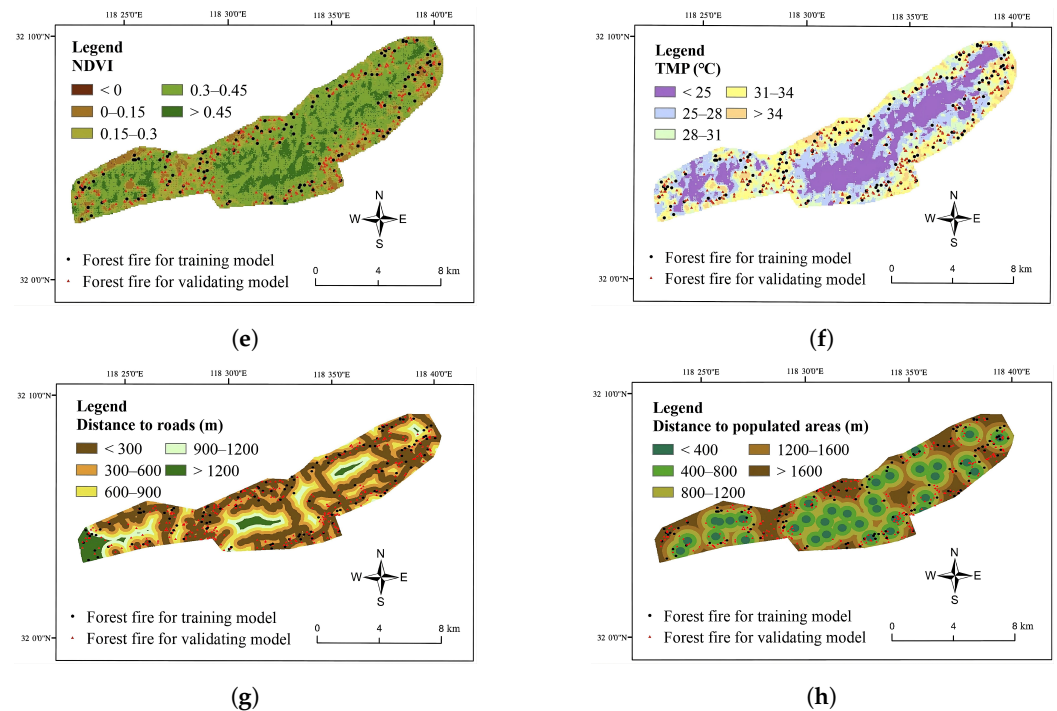 118 25'0"E 118 30'0"E 118 35'0"E 118 40'0"E
32 10'0"N
Legend
NDVI
< 0 0.3–0.45
0–0.15 > 0.45
0.15–0.3
N
W E
S
Forest fire for training model
Forest fire for validating model
0 4 8 km
32 0'0"N
(e)
118 25'0"E 118 30'0"E 118 35'0"E 118 40'0"E
32 10'0"N
Legend
TMP (℃)
< 25 31–34
25–28 > 34
28–31
N
W E
S
Forest fire for training model
Forest fire for validating model
0 4 8 km
32 0'0"N
(f)
118 25'0"E 118 30'0"E 118 35'0"E 118 40'0"E
32 10'0"N
Legend
Distance to roads (m)
< 300 900–1200
300–600 > 1200
600–900
N
W E
S
Forest fire for training model
Forest fire for validating model
0 4 8 km
32 0'0"N
(g)
118 25'0"E 118 30'0"E 118 35'0"E 118 40'0"E
32 10'0"N
Legend
Distance to populated areas (m)
< 400 1200–1600
400–800 > 1600
800–1200
N
W E
S
Forest fire for training model
Forest fire for validating model
0 4 8 km
32 0'0"N
(h)